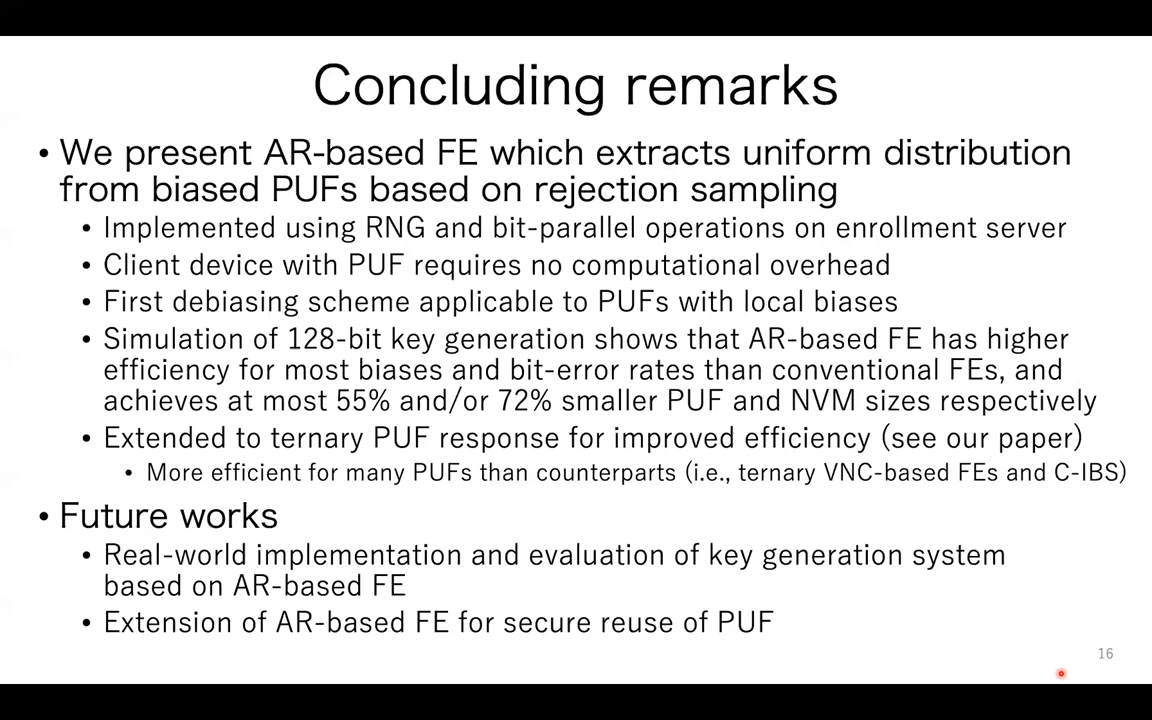 Concluding remarks
• We present AR-based FE which extracts uniform distribution
from biased PUFs based on rejection sampling
• Implemented using RNG and bit-parallel operations on enrollment server
• Client device with PUF requires no computational overhead
• First debiasing scheme applicable to PUFs with local biases
• Simulation of 128-bit key generation shows that AR-based FE has higher
efficiency for most biases and bit-error rates than conventional FEs, and
achieves at most 55% and/or 72% smaller PUF and NVM sizes respectively
• Extended to ternary PUF response for improved efficiency (see our paper)
• More efficient for many PUFs than counterparts (i.e., ternary VNC-based FEs and C-IBS)
• Future works
• Real-world implementation and evaluation of key generation system
based on AR-based FE
• Extension of AR-based FE for secure reuse of PUF
16